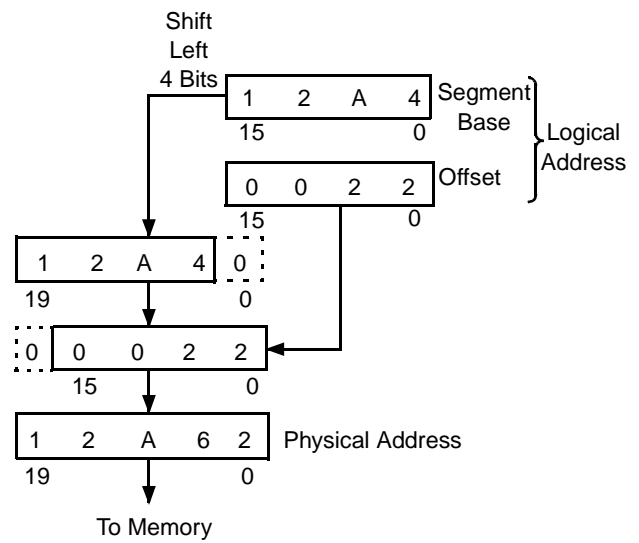 Shift
Left
4 Bits
1 2 A 4
15 0
Segment
Base
Logical
Address
0 0 2 2
15 0
Offset
1 2 A 4 0
19 0
0 0 0 2 2
15 0
1 2 A 6 2
19 0
Physical Address
To Memory